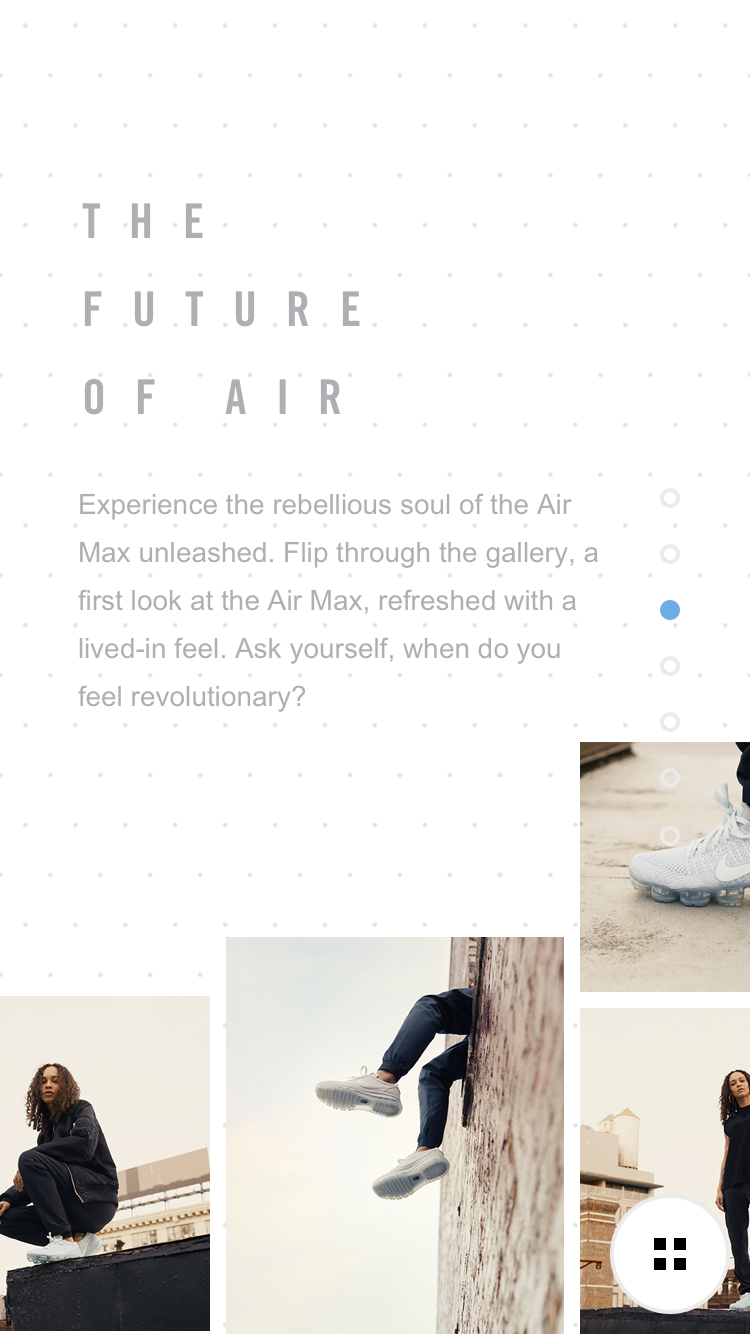 THE
FUTURE
OF AIR
Experience the rebellious soul of the Air
Max unleashed. Flip through the gallery, a
first look at the Air Max, refreshed with a
lived-in feel. Ask yourself, when do you
feel revolutionary?